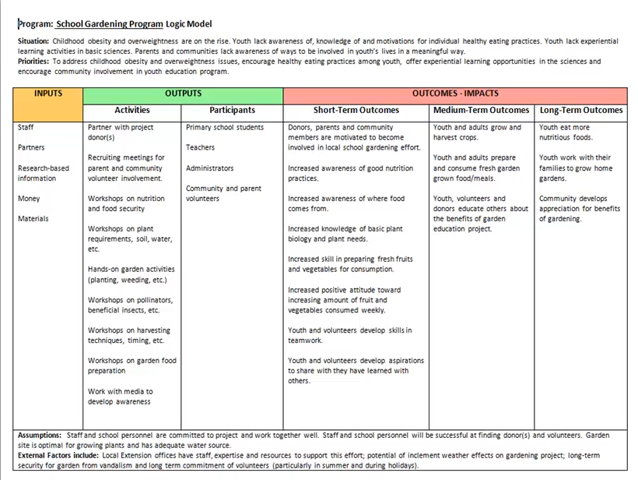 Program: School Gardening Program Logic Model
Situation: Childhood obesity and overweightness are on the rise. Youth lack awareness of, knowledge of and motivations for individual healthy eating practices. Youth lack experiential
learning activities in basic sciences. Parents and communities lack awareness of ways to be involved in youth's lives in a meaningful way.
Priorities: To address childhood obesity and overweightness issues, encourage healthy eating practices among youth, offer experiential learning opportunities in the sciences and
encourage community involvement in youth education program.
INPUTS
OUTPUTS
OUTCOMES - IMPACTS
Activities
Participants
Short-Term Outcomes
Medium-Term Outcomes
Long-Term Outcomes
Staff
Partners
Research-based
information
Money
Materials
Partner with project
donor(s)
Recruiting meetings for
parent and community
volunteer involvement.
Workshops on nutrition
and food security
Workshops on plant
requirements, soil, water,
etc.
Hands-on garden activities
(planting, weeding, etc.)
Workshops on pollinators,
beneficial insects, etc.
Workshops on harvesting
techniques, timing, etc.
Workshops on garden food
preparation
Work with media to
develop awareness
Primary school students
Teachers
Administrators
Community and parent
volunteers
Donors, parents and community
members are motivated to become
involved in local school gardening effort.
Increased awareness of good nutrition
practices.
Increased awareness of where food
comes from.
Increased knowledge of basic plant
biology and plant needs.
Increased skill in preparing fresh fruits
and vegetables for consumption.
Increased positive attitude toward
increasing amount of fruit and
vegetables consumed weekly.
Youth and volunteers develop skills in
teamwork.
Youth and volunteers develop aspirations
to share with they have learned with
others.
Youth and adults grow and
harvest crops.
Youth and adults prepare
and consume fresh garden
grown food/meals.
Youth, volunteers and
donors educate others about
the benefits of garden
education project.
Youth eat more
nutritious foods.
Youth work with their
families to grow home
gardens.
Community develops
appreciation for benefits
of gardening.
Assumptions: Staff and school personnel are committed to project and work together well. Staff and school personnel will be successful at finding donor(s) and volunteers. Garden
site is optimal for growing plants and has adequate water source.
External Factors include: Local Extension offices have staff, expertise and resources to support this effort; potential of inclement weather effects on gardening project; long-term
security for garden from vandalism and long term commitment of volunteers (particularly in summer and during holidays).